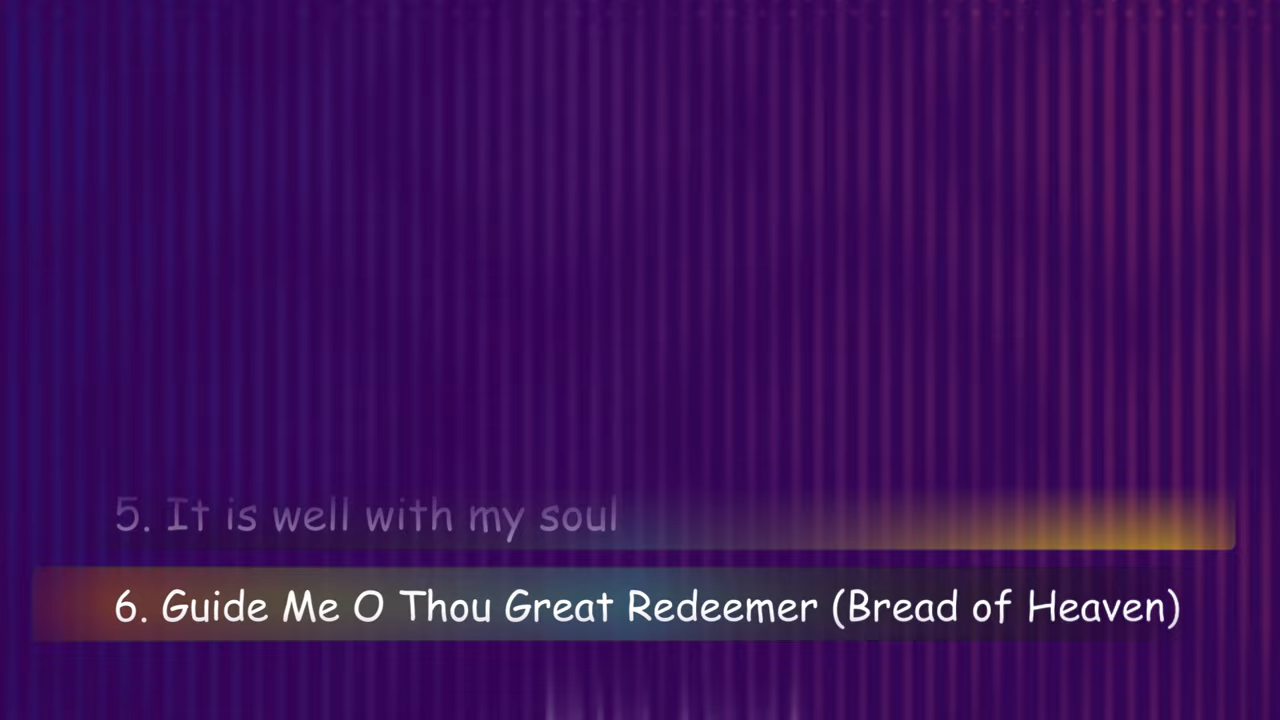 5. It is well with my soul
6. Guide Me O Thou Great Redeemer (Bread of Heaven)